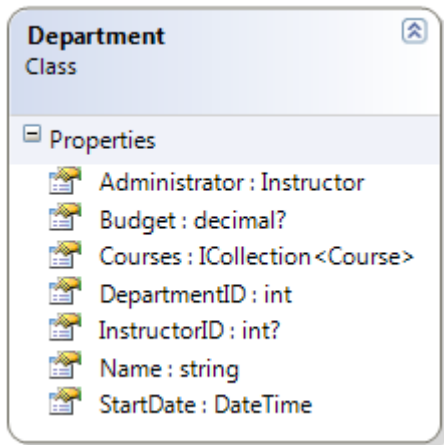 Department
Class
Properties
Administrator : Instructor
Budget : decimal?
Courses : ICollection<Course>
DepartmentID : int
InstructorID : int?
Name : string
StartDate : DateTime